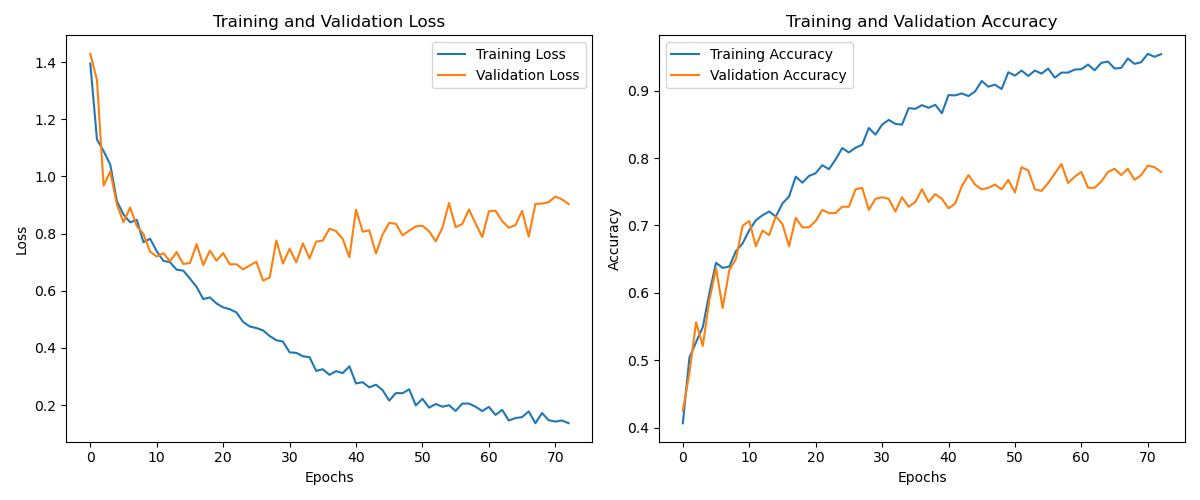 Training and Validation Loss
Training Loss
Validation Loss
Loss
1.4
1.2
1.0
0.8
0.6
0.4
0.2
0 10 20 30 40 50 60 70
Epochs
Training and Validation Accuracy
Training Accuracy
Validation Accuracy
Accuracy
0.9
0.8
0.7
0.6
0.5
0.4
0 10 20 30 40 50 60 70
Epochs